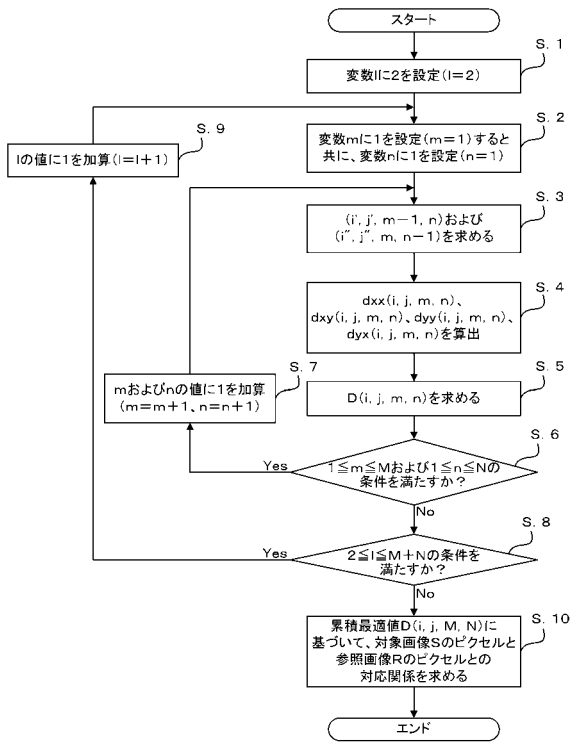 スタート
S. 1
変数lに2を設定(l=2)
S. 2
変数mに1を設定(m=1)すると
共に、変数nに1を設定(n=1)
S. 9
lの値に1を加算(l=l+1)
S. 3
(i', j', m-1, n)および
(i'', j'', m, n-1)を求める
S. 4
dxx(i, j, m, n)、
dxy(i, j, m, n)、dyy(i, j, m, n)、
dyx(i, j, m, n)を算出
S. 7
mおよびnの値に1を加算
(m=m+1、n=n+1)
S. 5
D(i, j, m, n)を求める
S. 6
1≦m≦Mおよび1≦n≦Nの
条件を満たすか?
Yes
No
S. 8
2≦l≦M+Nの条件を
満たすか?
Yes
No
S. 10
累積最適値D(i, j, M, N)に
基づいて、対象画像Sのピクセルと
参照画像Rのピクセルとの
対応関係を求める
エンド